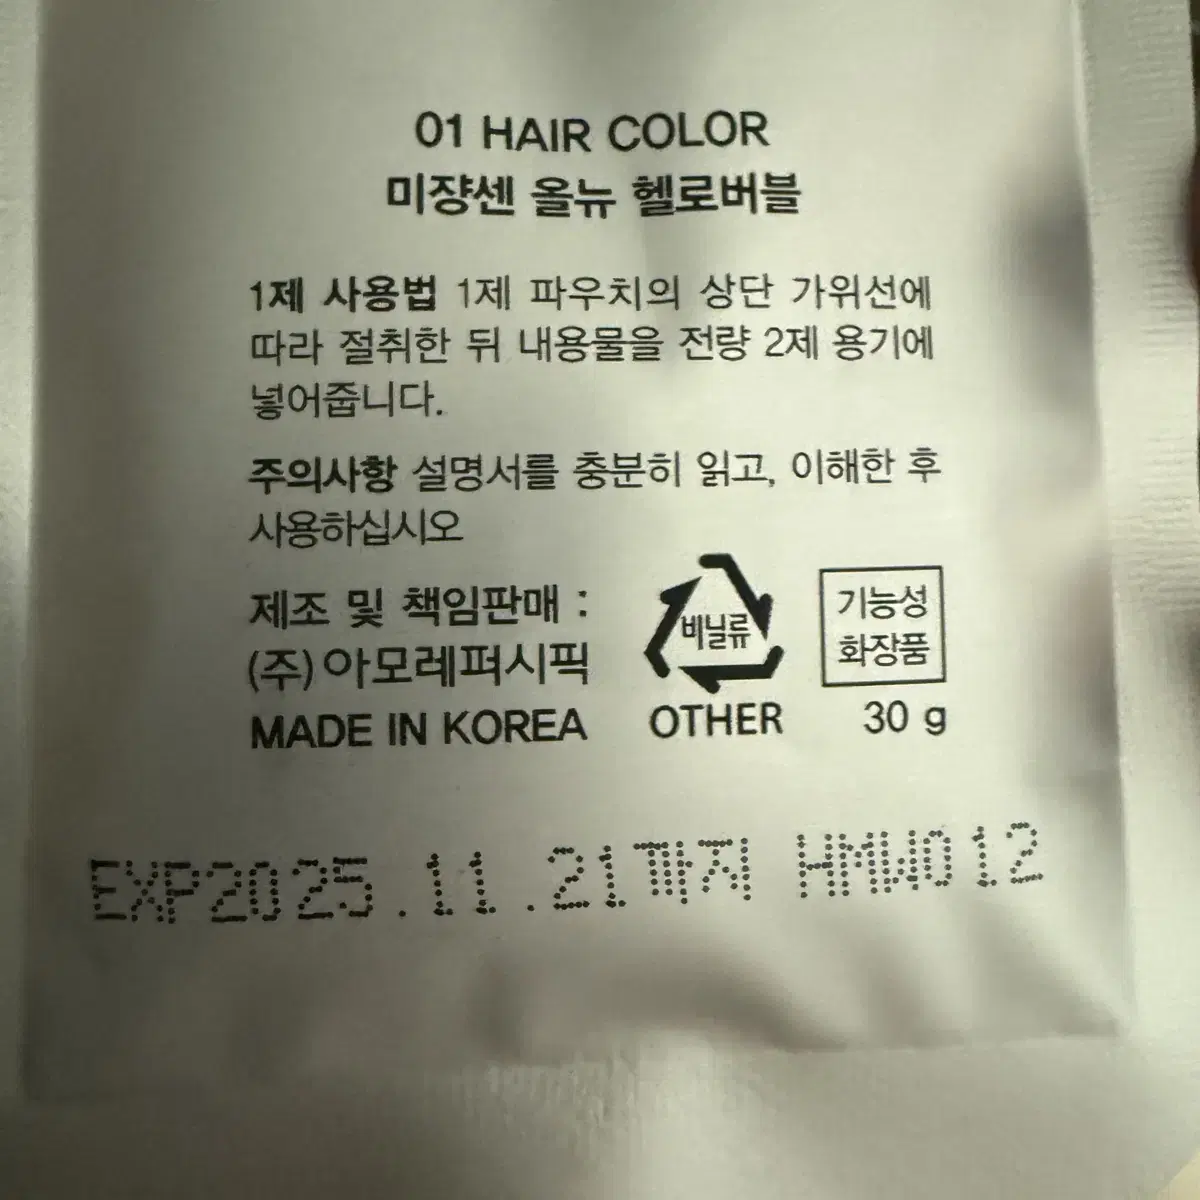 01 HAIR COLOR
미쟝센 올뉴 헬로버블
1제 사용법 1제 파우치의 상단 가위선에
따라 절취한 뒤 내용물을 전량 2제 용기에
넣어줍니다.
주의사항 설명서를 충분히 읽고, 이해한 후
사용하십시오
제조 및 책임판매 :
(주)아모레퍼시픽
MADE IN KOREA
비닐류
OTHER
기능성
화장품
30 g
EXP2025.11.21까지 HMW012